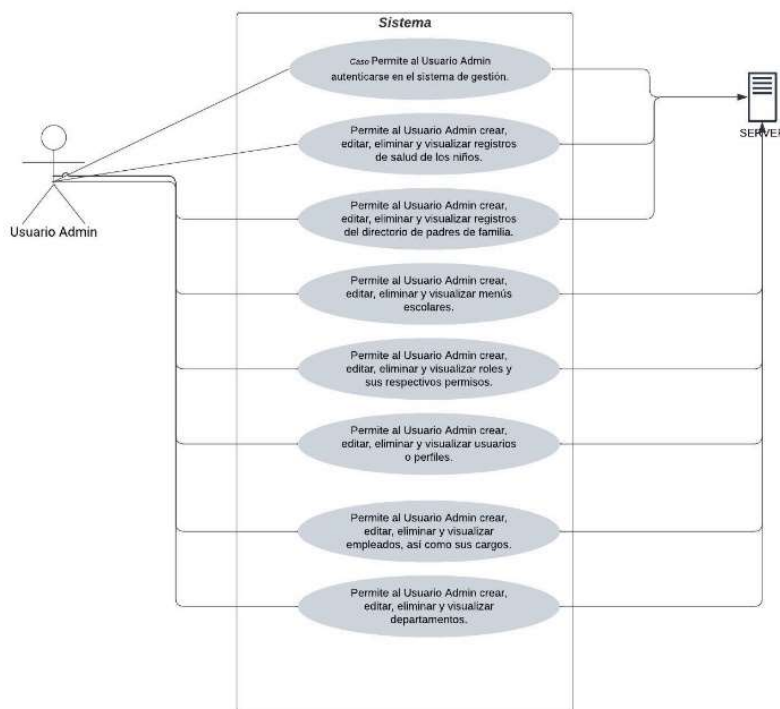 Sistema
Caso Permite al Usuario Admin
autenticarse en el sistema de gestión.
SERVER
Permite al Usuario Admin crear,
editar, eliminar y visualizar registros
de salud de los niños.
Usuario Admin
Permite al Usuario Admin crear,
editar, eliminar y visualizar registros
del directorio de padres de familia.
Permite al Usuario Admin crear,
editar, eliminar y visualizar menús
escolares.
Permite al Usuario Admin crear,
editar, eliminar y visualizar roles y
sus respectivos permisos.
Permite al Usuario Admin crear,
editar, eliminar y visualizar usuarios
o perfiles.
Permite al Usuario Admin crear,
editar, eliminar y visualizar
empleados, así como sus cargos.
Permite al Usuario Admin crear,
editar, eliminar y visualizar
departamentos.